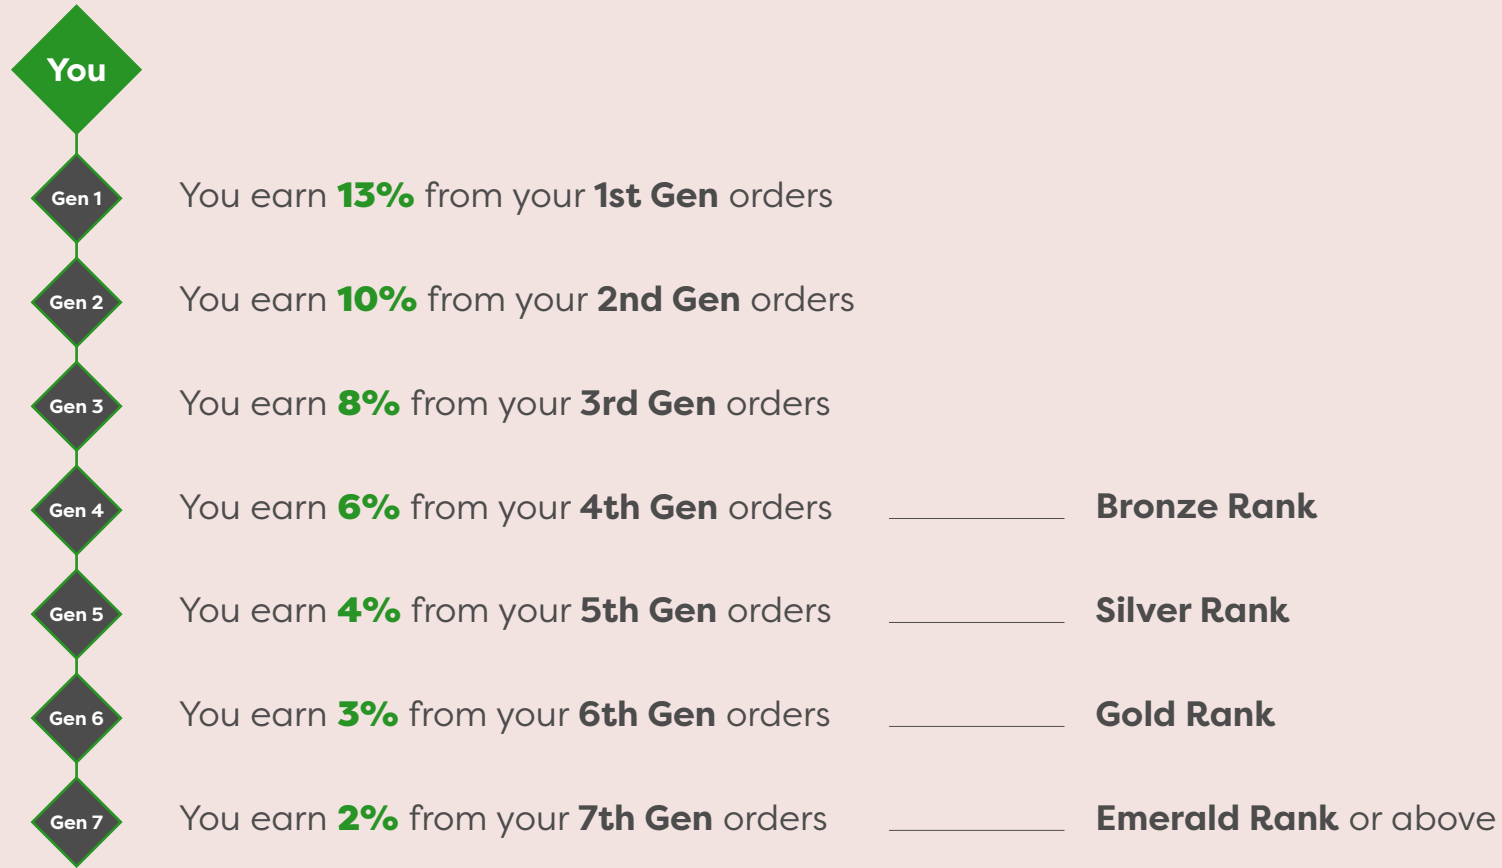 You
Gen 1
You earn 13% from your 1st Gen orders
Gen 2
You earn 10% from your 2nd Gen orders
Gen 3
You earn 8% from your 3rd Gen orders
Gen 4
You earn 6% from your 4th Gen orders
Bronze Rank
Gen 5
You earn 4% from your 5th Gen orders
Silver Rank
Gen 6
You earn 3% from your 6th Gen orders
Gold Rank
Gen 7
You earn 2% from your 7th Gen orders
Emerald Rank or above